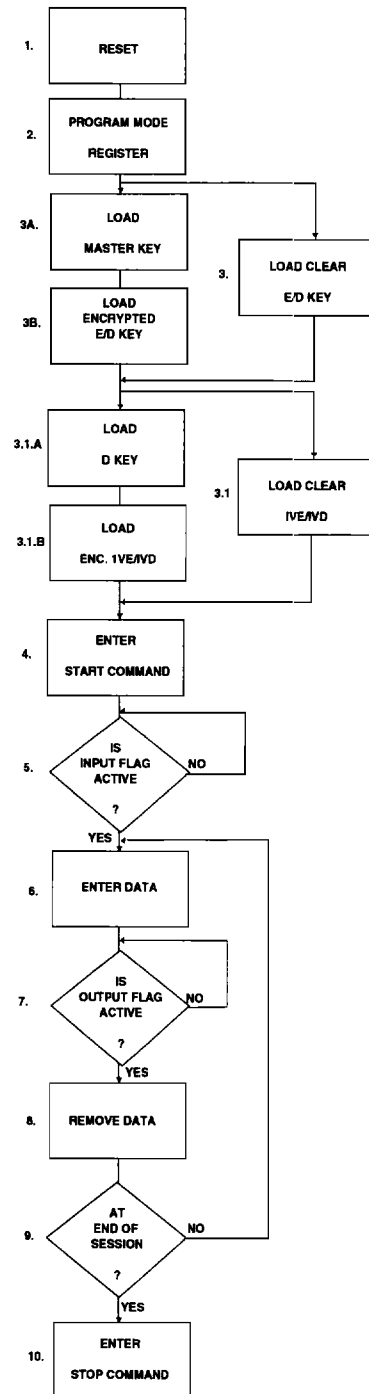 1.
RESET
2.
PROGRAM MODE
REGISTER
3A.
LOAD
MASTER KEY
3.
LOAD CLEAR
E/D KEY
3B.
LOAD
ENCRYPTED
E/D KEY
3.1.A
LOAD
D KEY
3.1
LOAD CLEAR
IVE/IVD
3.1.B
LOAD
ENC. 1VE/IVD
4.
ENTER
START COMMAND
5.
IS
INPUT FLAG
ACTIVE
?
NO
YES
6.
ENTER DATA
7.
IS
OUTPUT FLAG
ACTIVE
?
NO
YES
8.
REMOVE DATA
9.
AT
END OF
SESSION
?
NO
YES
10.
ENTER
STOP COMMAND